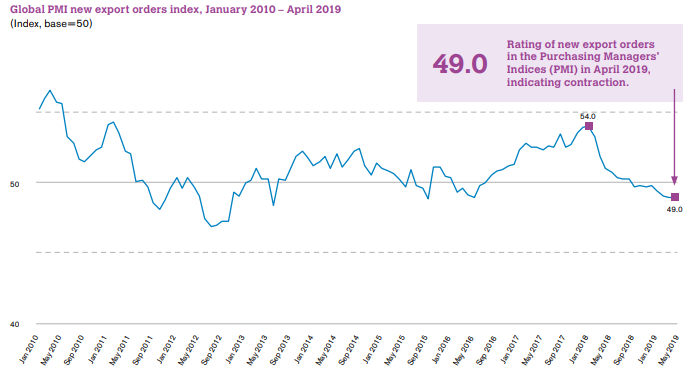 Global PMI new export orders index, January 2010 – April 2019
(Index, base=50)
49.0
Rating of new export orders
in the Purchasing Managers'
Indices (PMI) in April 2019,
indicating contraction.
54.0
50
49.0
40
Jan 2010
May 2010
Sep 2010
Jan 2011
May 2011
Sep 2011
Jan 2012
May 2012
Sep 2012
Jan 2013
May 2013
Sep 2013
Jan 2014
May 2014
Sep 2014
Jan 2015
May 2015
Sep 2015
Jan 2016
May 2016
Sep 2016
Jan 2017
May 2017
Sep 2017
Jan 2018
May 2018
Sep 2018
Jan 2019
May 2019